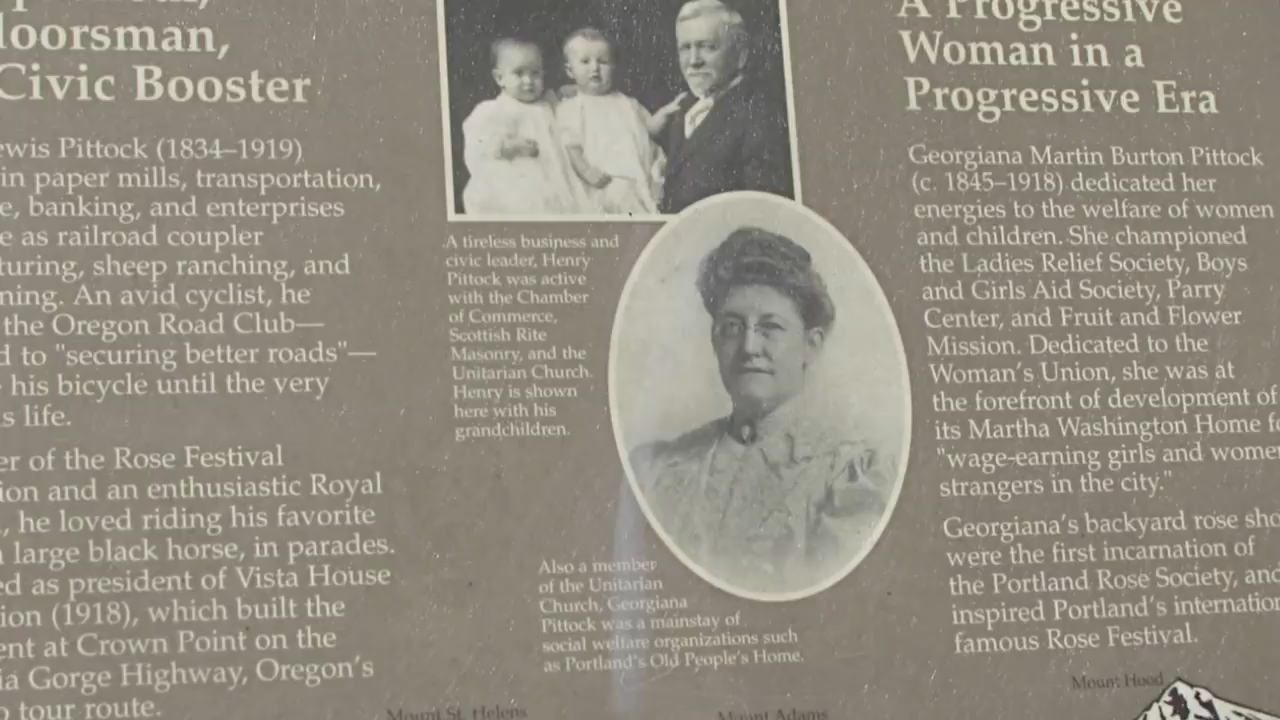 loorsman,
Civic Booster
ewis Pittock (1834–1919)
in paper mills, transportation,
e, banking, and enterprises
e as railroad coupler
turing, sheep ranching, and
ning. An avid cyclist, he
the Oregon Road Club—
d to "securing better roads"—
his bicycle until the very
s life.
er of the Rose Festival
ion and an enthusiastic Royal
, he loved riding his favorite
large black horse, in parades.
ed as president of Vista House
ion (1918), which built the
ent at Crown Point on the
ia Gorge Highway, Oregon's
o tour route.
A tireless business and
civic leader, Henry
Pittock was active
with the Chamber
of Commerce,
Scottish Rite
Masonry, and the
Unitarian Church.
Henry is shown
here with his
grandchildren.
Also a member
of the Unitarian
Church, Georgiana
Pittock was a mainstay of
social welfare organizations such
as Portland's Old People's Home.
A Progressive
Woman in a
Progressive Era
Georgiana Martin Burton Pittock
(c. 1845–1918) dedicated her
energies to the welfare of women
and children. She championed
the Ladies Relief Society, Boys
and Girls Aid Society, Parry
Center, and Fruit and Flower
Mission. Dedicated to the
Woman's Union, she was at
the forefront of development of
its Martha Washington Home fo
"wage-earning girls and women
strangers in the city."
Georgiana's backyard rose sho
were the first incarnation of
the Portland Rose Society, and
inspired Portland's internation
famous Rose Festival.
Mount St. Helens
Mount Adams
Mount Hood